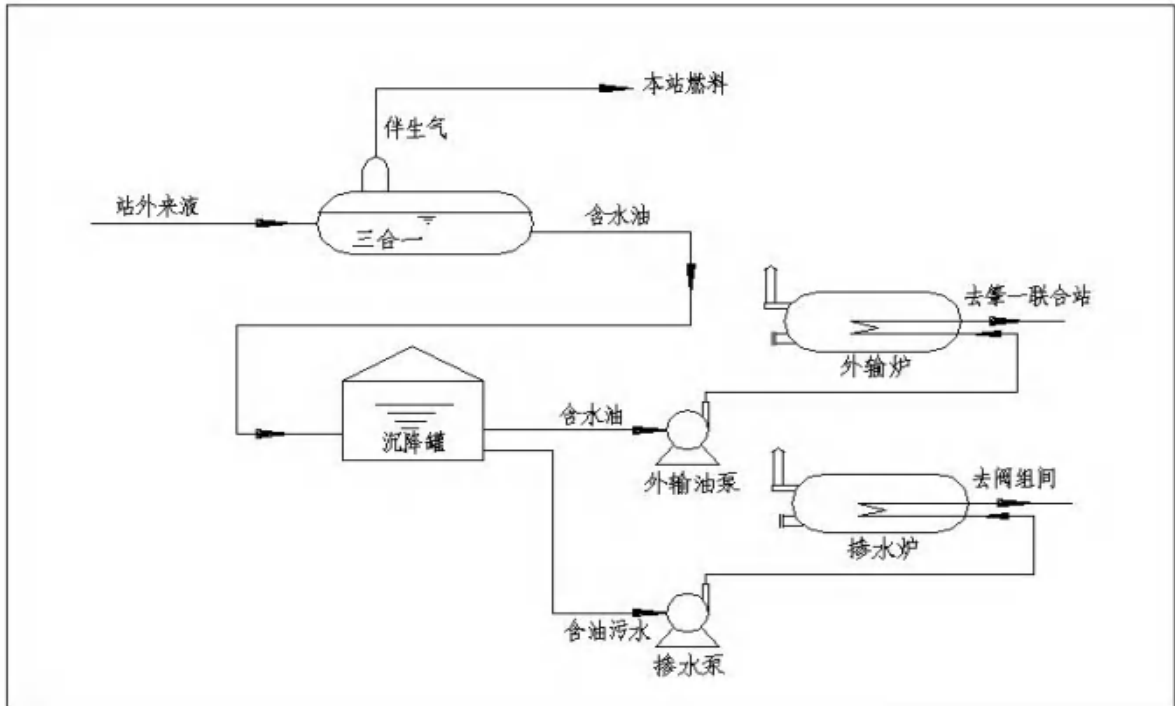 本站燃料
伴生气
站外来液
三合一
含水油
去肇一联合站
外输炉
沉降罐
含水油
外输油泵
去阀组间
掺水炉
含油污水
掺水泵